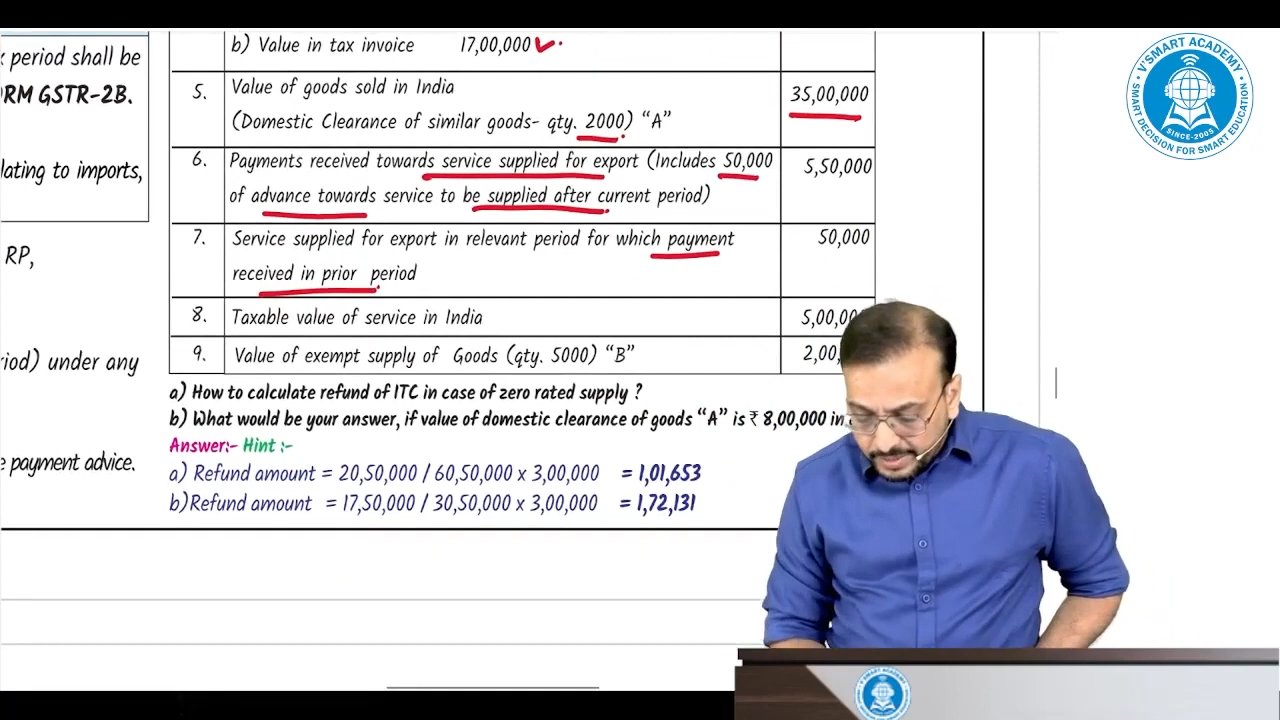 x period shall be
RM GSTR-2B.
lating to imports,
RP,
riod) under any
e payment advice.
b) Value in tax invoice 17,00,000
5. Value of goods sold in India 35,00,000
(Domestic Clearance of similar goods- qty. 2000) “A”
6. Payments received towards service supplied for export (Includes 50,000 5,50,000
of advance towards service to be supplied after current period)
7. Service supplied for export in relevant period for which payment 50,000
received in prior period
8. Taxable value of service in India 5,00,00
9. Value of exempt supply of Goods (qty. 5000) “B” 2,00,
a) How to calculate refund of ITC in case of zero rated supply ?
b) What would be your answer, if value of domestic clearance of goods “A” is ₹ 8,00,000 in
Answer:- Hint :-
a) Refund amount = 20,50,000 / 60,50,000 x 3,00,000 = 1,01,653
b) Refund amount = 17,50,000 / 30,50,000 x 3,00,000 = 1,72,131
V'SMART ACADEMY
SINCE-2005
SMART DECISION FOR SMART EDUCATION